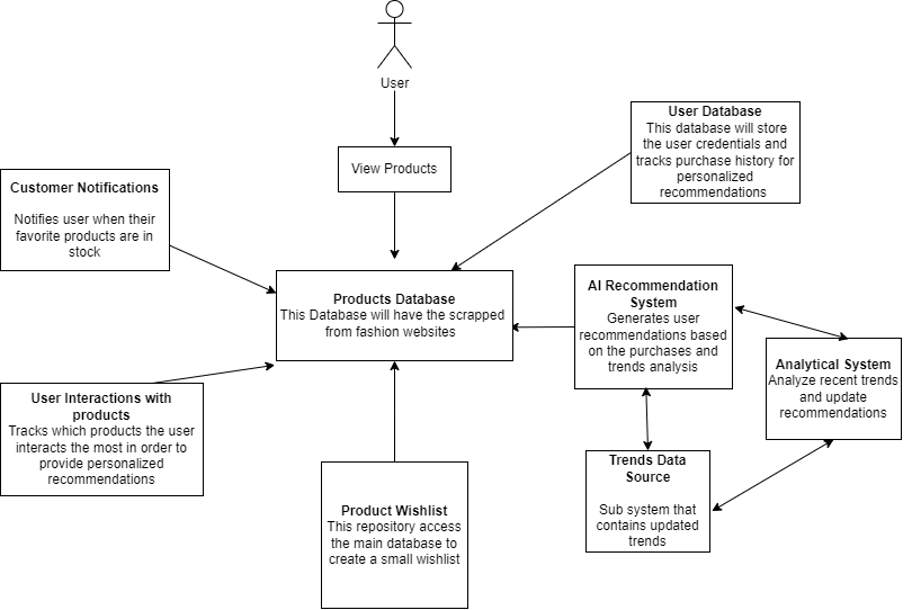 User
View Products
User Database
This database will store
the user credentials and
tracks purchase history for
personalized
recommendations
Customer Notifications
Notifies user when their
favorite products are in
stock
Products Database
This Database will have the scrapped
from fashion websites
AI Recommendation
System
Generates user
recommendations based
on the purchases and
trends analysis
Analytical System
Analyze recent trends
and update
recommendations
User Interactions with
products
Tracks which products the user
interacts the most in order to
provide personalized
recommendations
Product Wishlist
This repository access
the main database to
create a small wishlist
Trends Data
Source
Sub system that
contains updated
trends